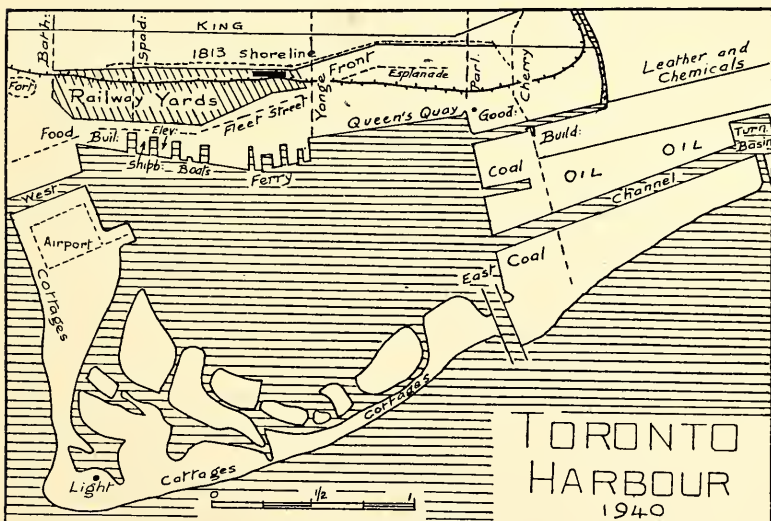 KING
Bath:
Spadi:
1813 Shoreline
Yonge
Front
Esplanade
Parl.
Cherry
Leather and
Chemicals
Fort
Railway Yards
Fleet Street
Queen's Quay
Good:
Food
Buil:
Elev:
Shipb:
Boats
Ferry
Build:
Turn.
Basin
Coal
OIL
OIL
Channel
West
Airport
Cottages
East
Coal
Cottages
Cottages
Light
0 1/2 1
TORONTO
HARBOUR
1940